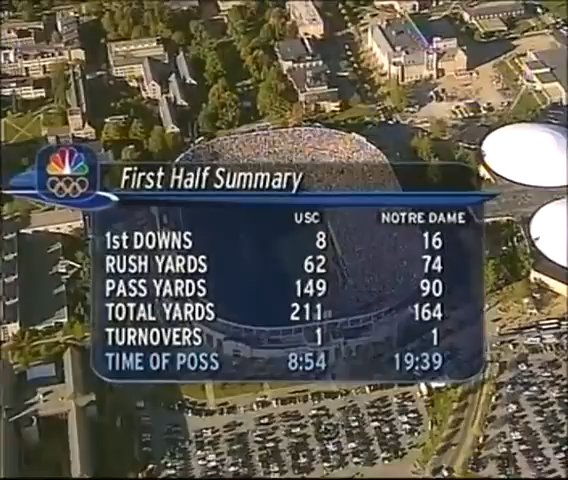 First Half Summary
USC NOTRE DAME
1st DOWNS 8 16
RUSH YARDS 62 74
PASS YARDS 149 90
TOTAL YARDS 211 164
TURNOVERS 1 1
TIME OF POSS 8:54 19:39